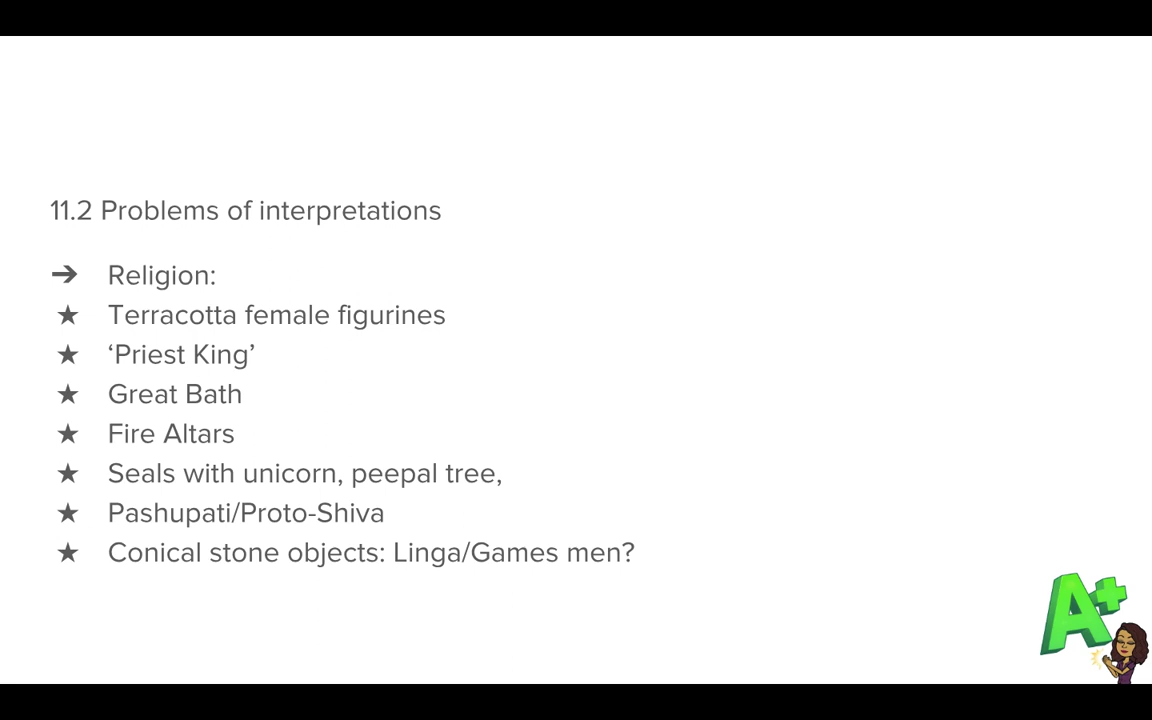 11.2 Problems of interpretations
➔ Religion:
★ Terracotta female figurines
★ ‘Priest King’
★ Great Bath
★ Fire Altars
★ Seals with unicorn, peepal tree,
★ Pashupati/Proto-Shiva
★ Conical stone objects: Linga/Games men?
A+